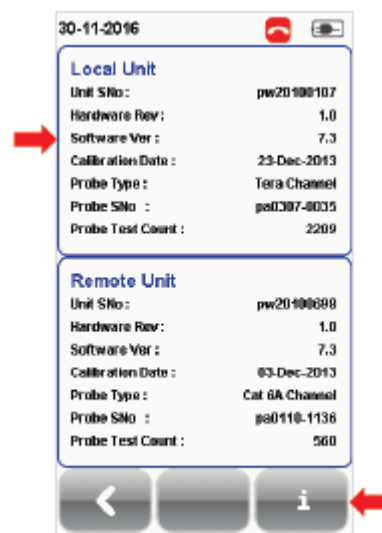 30-11-2016
Local Unit
Unit SNo: pw20100107
Hardware Rev: 1.0
Software Ver : 7.3
Calibration Date : 23-Dec-2013
Probe Type : Tera Channel
Probe SNo : pa0307-0035
Probe Test Count : 2209
Remote Unit
Unit SNo: pw20100698
Hardware Rev: 1.0
Software Ver : 7.3
Calibration Date : 03-Dec-2013
Probe Type : Cat 6A Channel
Probe SNo : pa0110-1136
Probe Test Count : 560
i